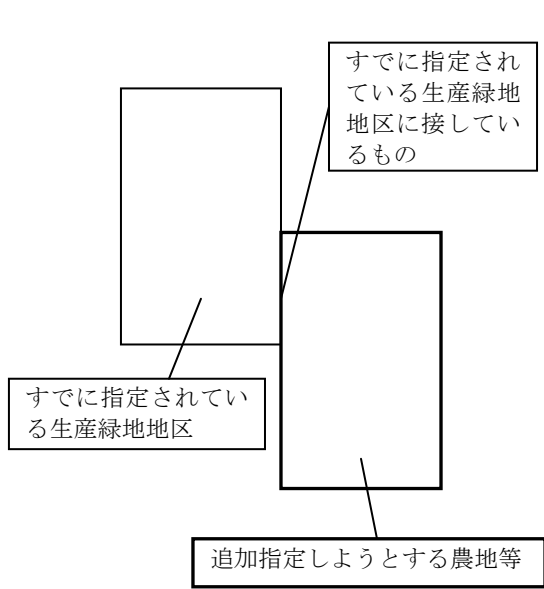 すでに指定され
ている生産緑地
地区に接してい
るもの
すでに指定されてい
る生産緑地地区
追加指定しようとする農地等